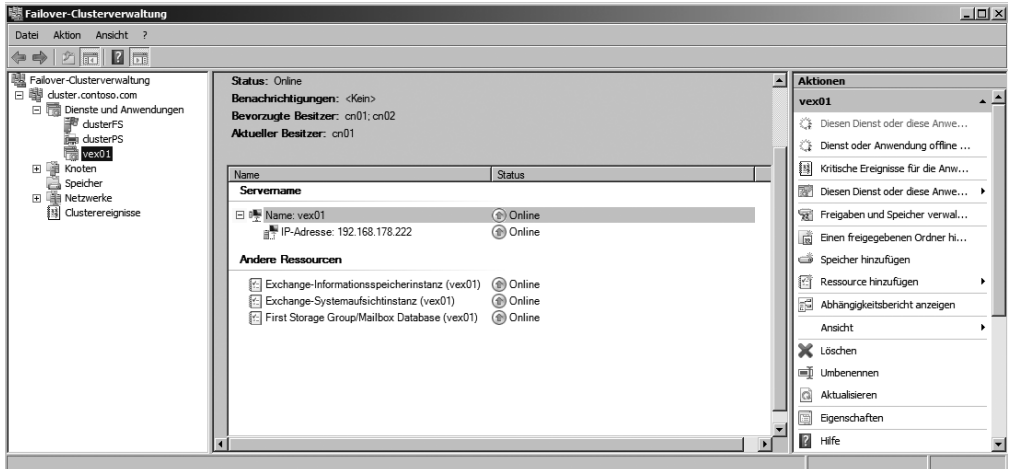 Failover-Clusterverwaltung
Datei Aktion Ansicht ?
Failover-Clusterverwaltung
cluster.contoso.com
Dienste und Anwendungen
clusterFS
clusterPS
vex01
Knoten
Speicher
Netzwerke
Clusterereignisse
Status: Online
Benachrichtigungen: <Kein>
Bevorzugte Besitzer: cn01; cn02
Aktueller Besitzer: cn01
Name Status
Servername
Name: vex01 Online
IP-Adresse: 192.168.178.222 Online
Andere Ressourcen
Exchange-Informationsspeicherinstanz (vex01) Online
Exchange-Systemaufsichtinstanz (vex01) Online
First Storage Group/Mailbox Database (vex01) Online
Aktionen
vex01
Diesen Dienst oder diese Anwe...
Dienst oder Anwendung offline ...
Kritische Ereignisse für die Anw...
Diesen Dienst oder diese Anwe...
Freigaben und Speicher verwal...
Einen freigegebenen Ordner hi...
Speicher hinzufügen
Ressource hinzufügen
Abhängigkeitsbericht anzeigen
Ansicht
Löschen
Umbenennen
Aktualisieren
Eigenschaften
Hilfe